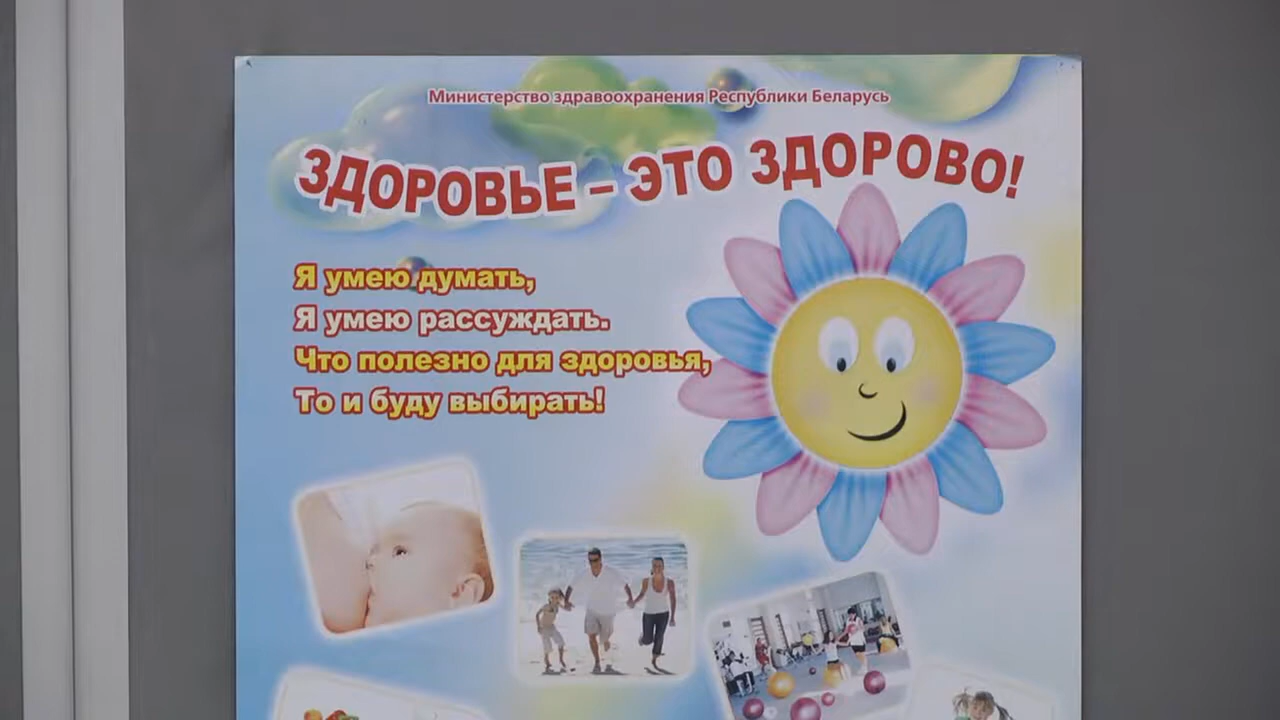 Министерство здравоохранения Республики Беларусь
ЗДОРОВЬЕ – ЭТО ЗДОРОВО!
Я умею думать,
Я умею рассуждать.
Что полезно для здоровья,
То и буду выбирать!